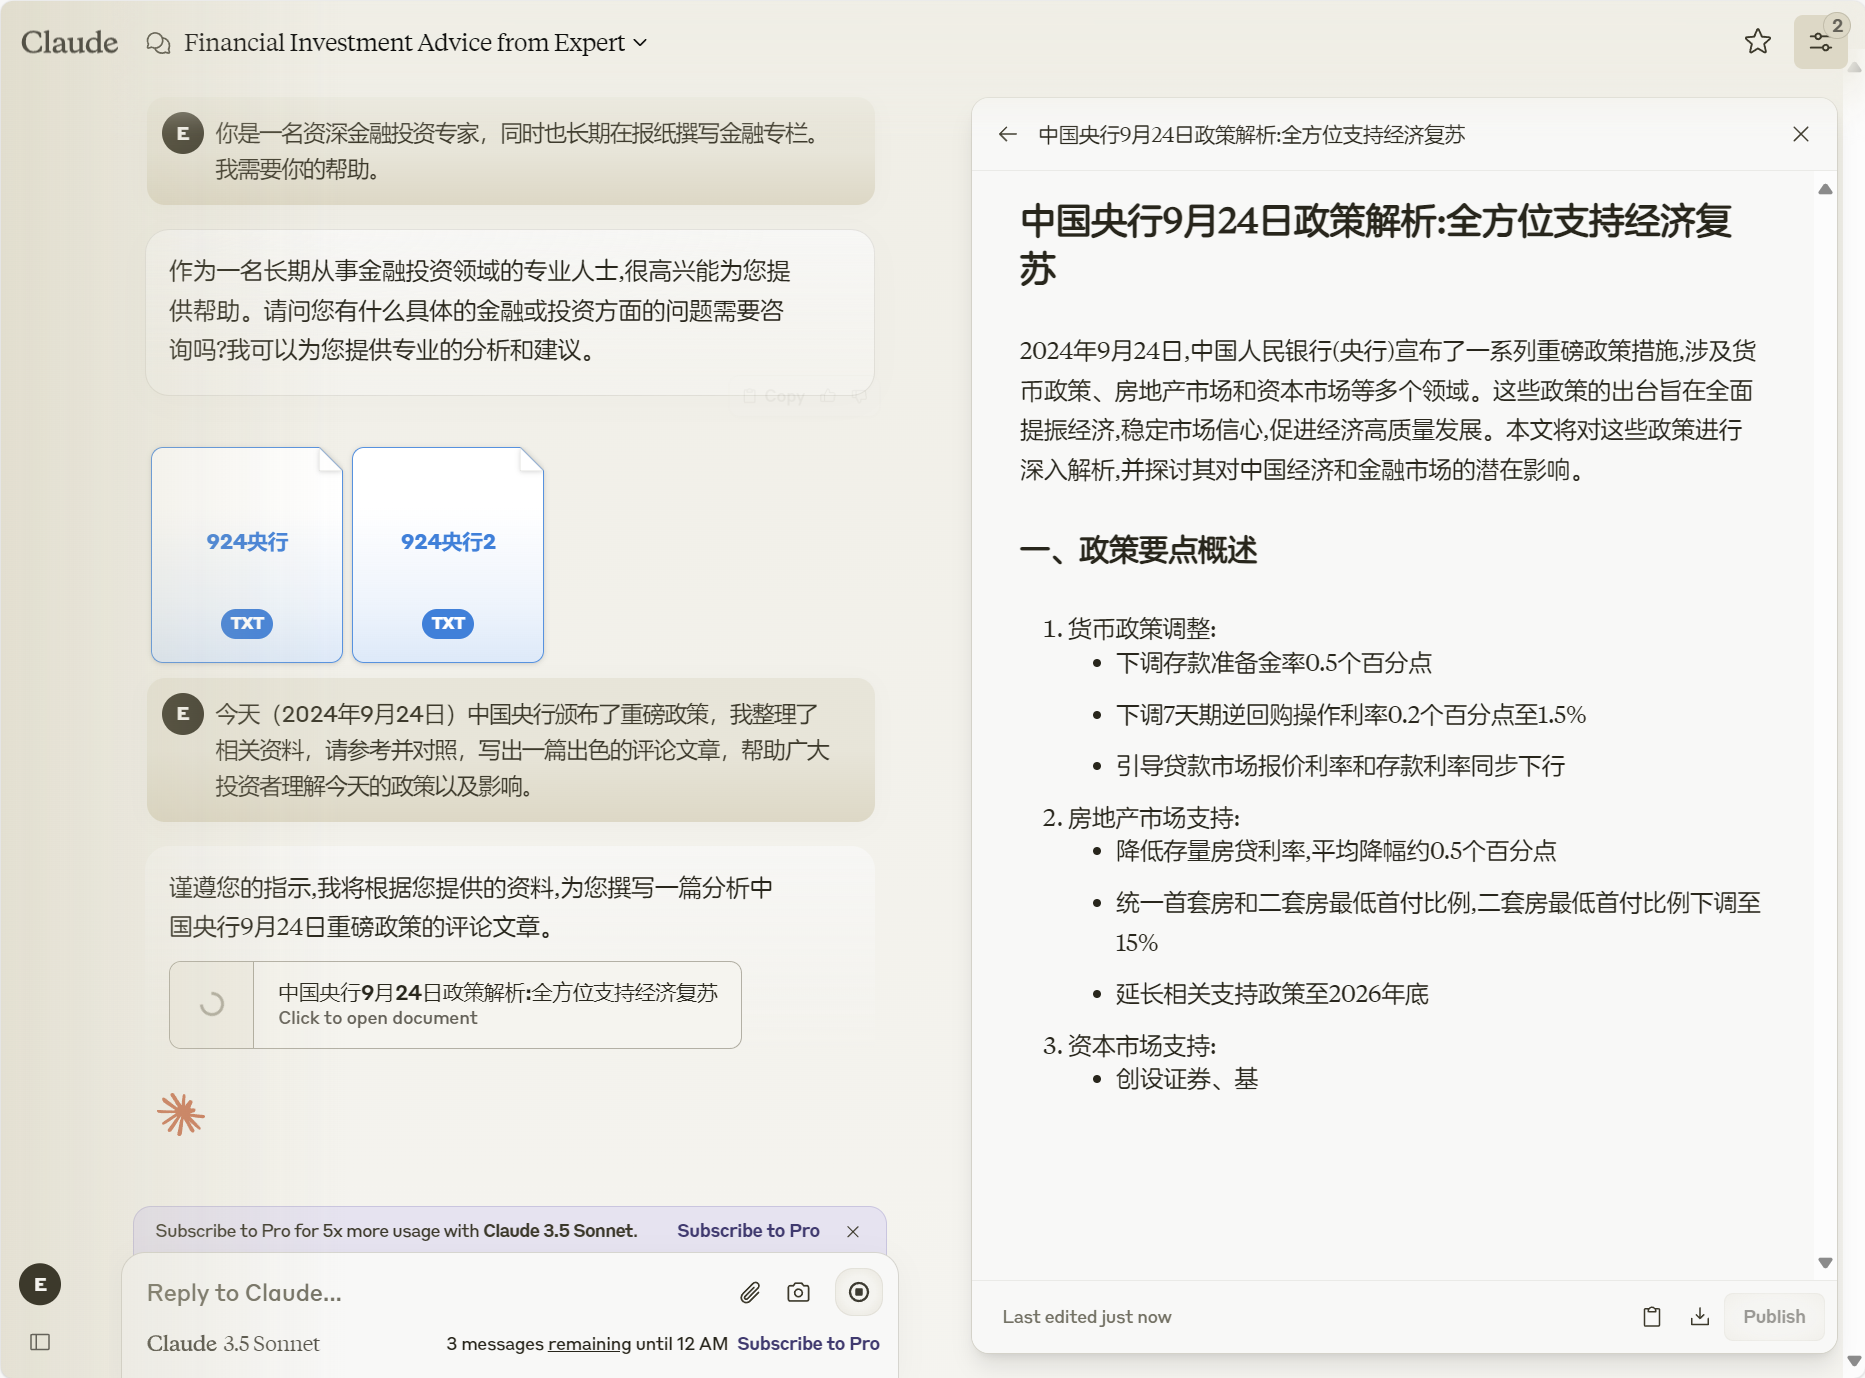 Claude
Financial Investment Advice from Expert
2
E
你是一名资深金融投资专家，同时也长期在报纸撰写金融专栏。
我需要你的帮助。
作为一名长期从事金融投资领域的专业人士,很高兴能为您提
供帮助。请问您有什么具体的金融或投资方面的问题需要咨
询吗?我可以为您提供专业的分析和建议。
Copy
924央行
TXT
924央行2
TXT
E
今天（2024年9月24日）中国央行颁布了重磅政策，我整理了
相关资料，请参考并对照，写出一篇出色的评论文章，帮助广大
投资者理解今天的政策以及影响。
谨遵您的指示,我将根据您提供的资料,为您撰写一篇分析中
国央行9月24日重磅政策的评论文章。
中国央行9月24日政策解析:全方位支持经济复苏
Click to open document
Subscribe to Pro for 5x more usage with Claude 3.5 Sonnet.
Subscribe to Pro
E
Reply to Claude...
Claude 3.5 Sonnet
3 messages remaining until 12 AM
Subscribe to Pro
中国央行9月24日政策解析:全方位支持经济复苏
中国央行9月24日政策解析:全方位支持经济复
苏
2024年9月24日,中国人民银行(央行)宣布了一系列重磅政策措施,涉及货
币政策、房地产市场和资本市场等多个领域。这些政策的出台旨在全面
提振经济,稳定市场信心,促进经济高质量发展。本文将对这些政策进行
深入解析,并探讨其对中国经济和金融市场的潜在影响。
一、政策要点概述
1. 货币政策调整:
• 下调存款准备金率0.5个百分点
• 下调7天期逆回购操作利率0.2个百分点至1.5%
• 引导贷款市场报价利率和存款利率同步下行
2. 房地产市场支持:
• 降低存量房贷利率,平均降幅约0.5个百分点
• 统一首套房和二套房最低首付比例,二套房最低首付比例下调至
15%
• 延长相关支持政策至2026年底
3. 资本市场支持:
• 创设证券、基
Last edited just now
Publish